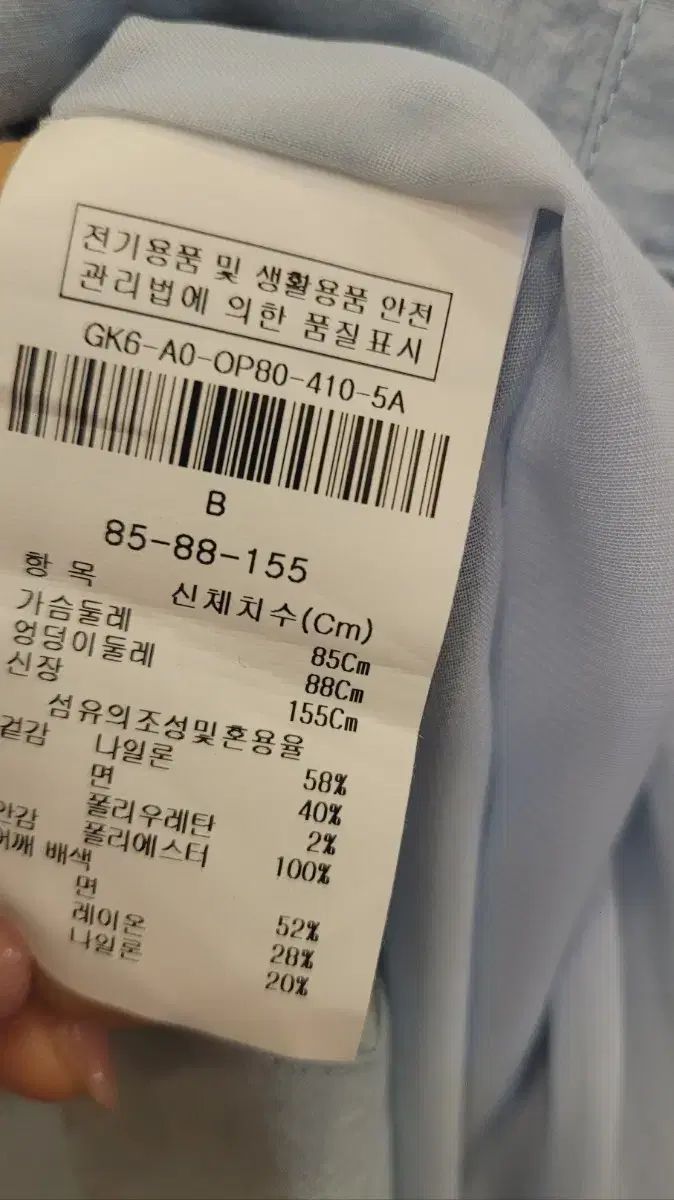 전기용품 및 생활용품 안전
관리법에 의한 품질표시
GK6-A0-OP80-410-5A
B
85-88-155
항 목 신체치수(Cm)
가슴둘레 85Cm
엉덩이둘레 88Cm
신장 155Cm
섬유의조성및혼용율
겉감 나일론 58%
면 40%
폴리우레탄 2%
안감 폴리에스터 100%
어깨 배색
면 52%
레이온 28%
나일론 20%